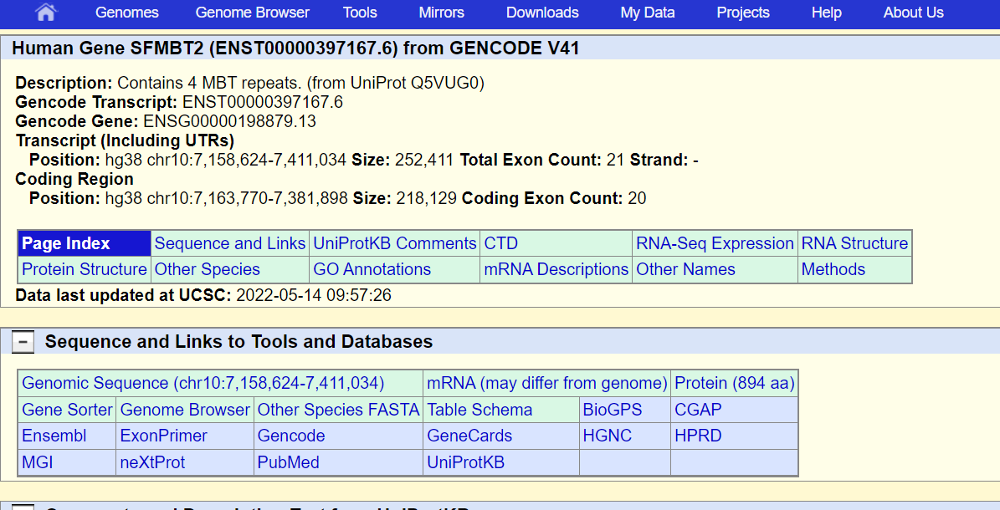 Genomes Genome Browser Tools Mirrors Downloads My Data Projects Help About Us
Human Gene SFMBT2 (ENST00000397167.6) from GENCODE V41
Description: Contains 4 MBT repeats. (from UniProt Q5VUG0)
Gencode Transcript: ENST00000397167.6
Gencode Gene: ENSG00000198879.13
Transcript (Including UTRs)
Position: hg38 chr10:7,158,624-7,411,034 Size: 252,411 Total Exon Count: 21 Strand: -
Coding Region
Position: hg38 chr10:7,163,770-7,381,898 Size: 218,129 Coding Exon Count: 20
Page Index Sequence and Links UniProtKB Comments CTD RNA-Seq Expression RNA Structure
Protein Structure Other Species GO Annotations mRNA Descriptions Other Names Methods
Data last updated at UCSC: 2022-05-14 09:57:26
Sequence and Links to Tools and Databases
Genomic Sequence (chr10:7,158,624-7,411,034) mRNA (may differ from genome) Protein (894 aa)
Gene Sorter Genome Browser Other Species FASTA Table Schema BioGPS CGAP
Ensembl ExonPrimer Gencode GeneCards HGNC HPRD
MGI neXtProt PubMed UniProtKB